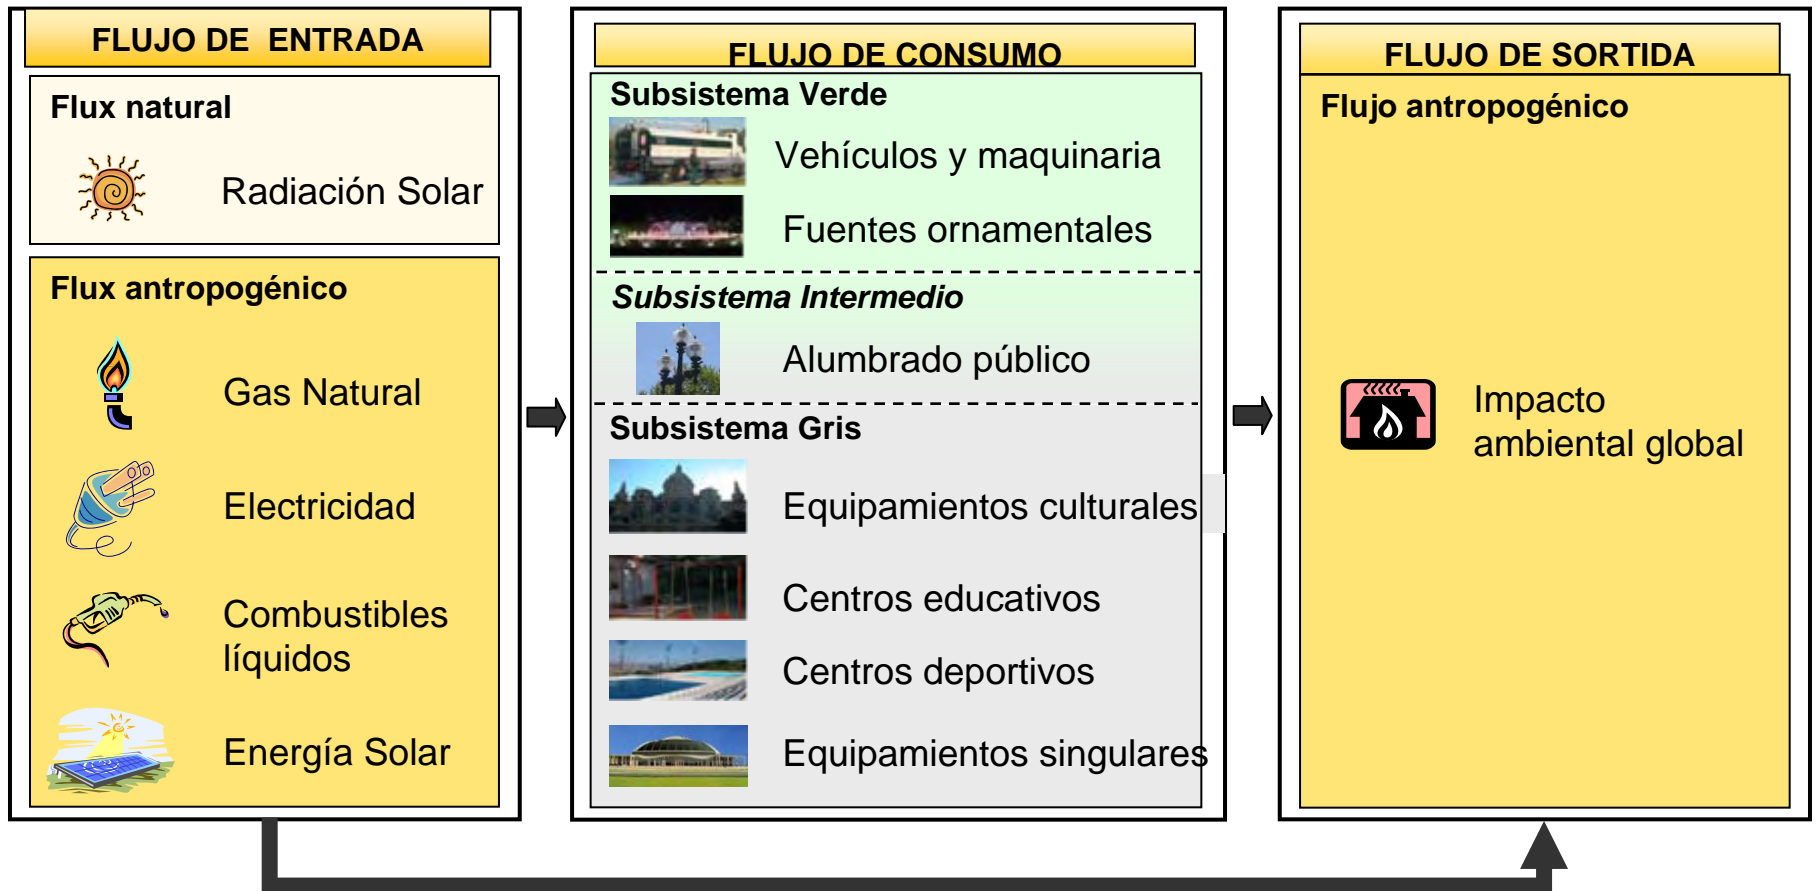 FLUJO DE ENTRADA
Flux natural
Radiación Solar
Flux antropogénico
Gas Natural
Electricidad
Combustibles
líquidos
Energía Solar
FLUJO DE CONSUMO
Subsistema Verde
Vehículos y maquinaria
Fuentes ornamentales
Subsistema Intermedio
Alumbrado público
Subsistema Gris
Equipamientos culturales
Centros educativos
Centros deportivos
Equipamientos singulares
FLUJO DE SORTIDA
Flujo antropogénico
Impacto
ambiental global